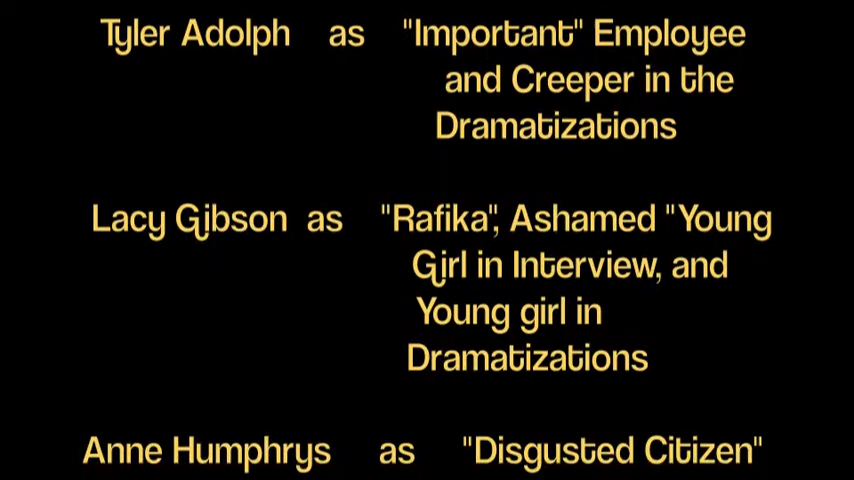 Tyler Adolph as "Important" Employee
and Creeper in the
Dramatizations
Lacy Gibson as "Rafika", Ashamed "Young
Girl in Interview, and
Young girl in
Dramatizations
Anne Humphrys as "Disgusted Citizen"